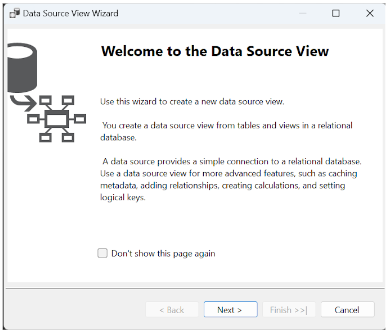 Data Source View Wizard
Welcome to the Data Source View
Use this wizard to create a new data source view.
You create a data source view from tables and views in a relational
database.
A data source provides a simple connection to a relational database.
Use a data source view for more advanced features, such as caching
metadata, adding relationships, creating calculations, and setting
logical keys.
Don't show this page again
< Back Next > Finish >>| Cancel